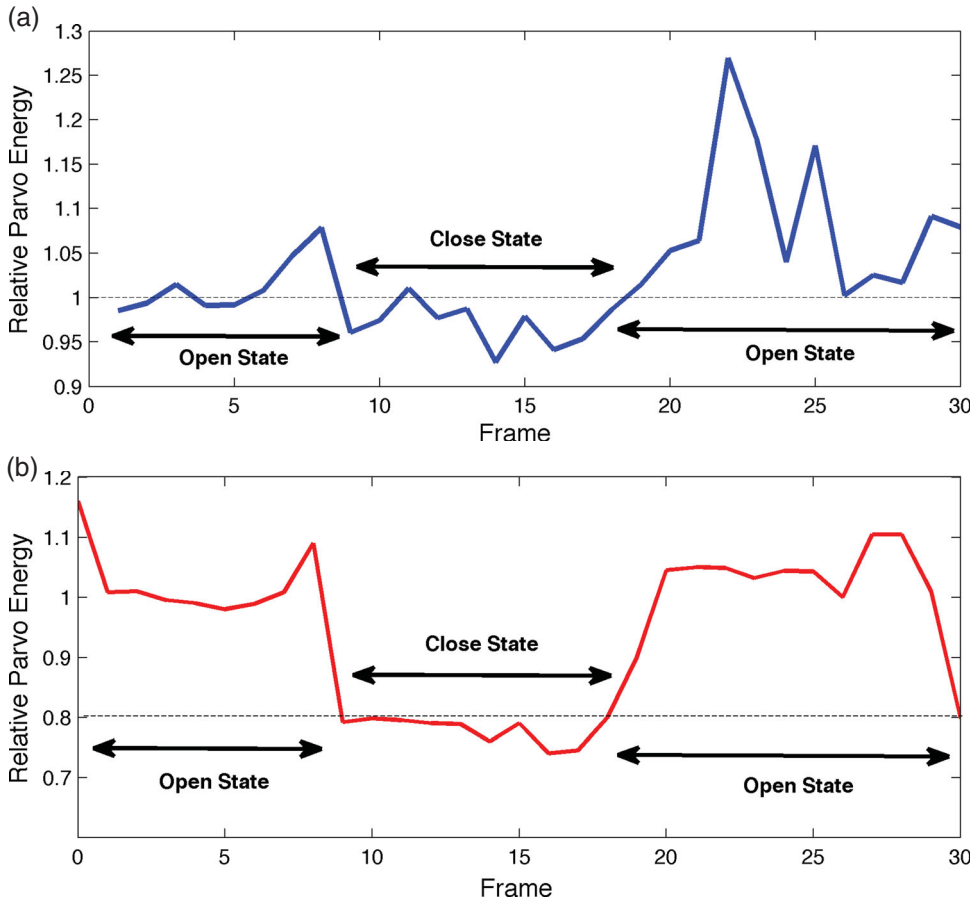 (a)
Relative Parvo Energy
1.3
1.25
1.2
1.15
1.1
1.05
1
0.95
0.9
Close State
Open State
Open State
0
5
10
15
20
25
30
Frame
(b)
Relative Parvo Energy
1.2
1.1
1
0.9
0.8
0.7
Close State
Open State
Open State
0
5
10
15
20
25
30
Frame